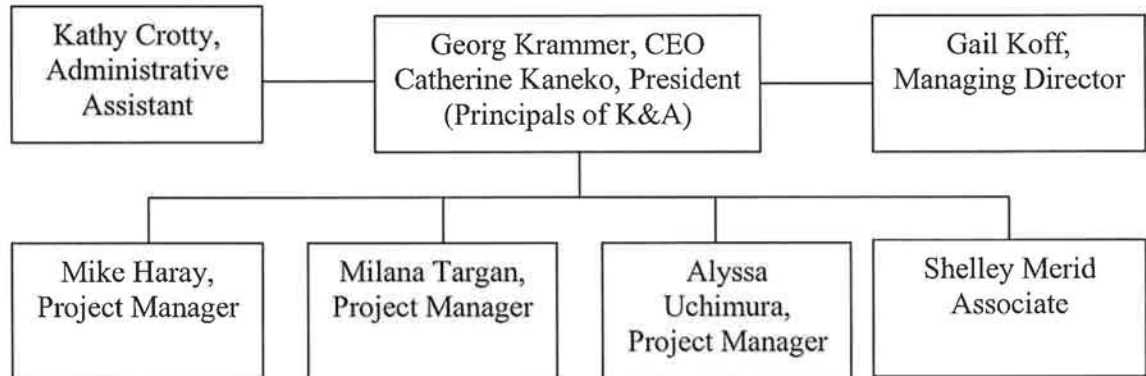 Kathy Crotty,
Administrative
Assistant
Georg Krammer, CEO
Catherine Kaneko, President
(Principals of K&A)
Gail Koff,
Managing Director
Mike Haray,
Project Manager
Milana Targan,
Project Manager
Alyssa
Uchimura,
Project Manager
Shelley Merid
Associate